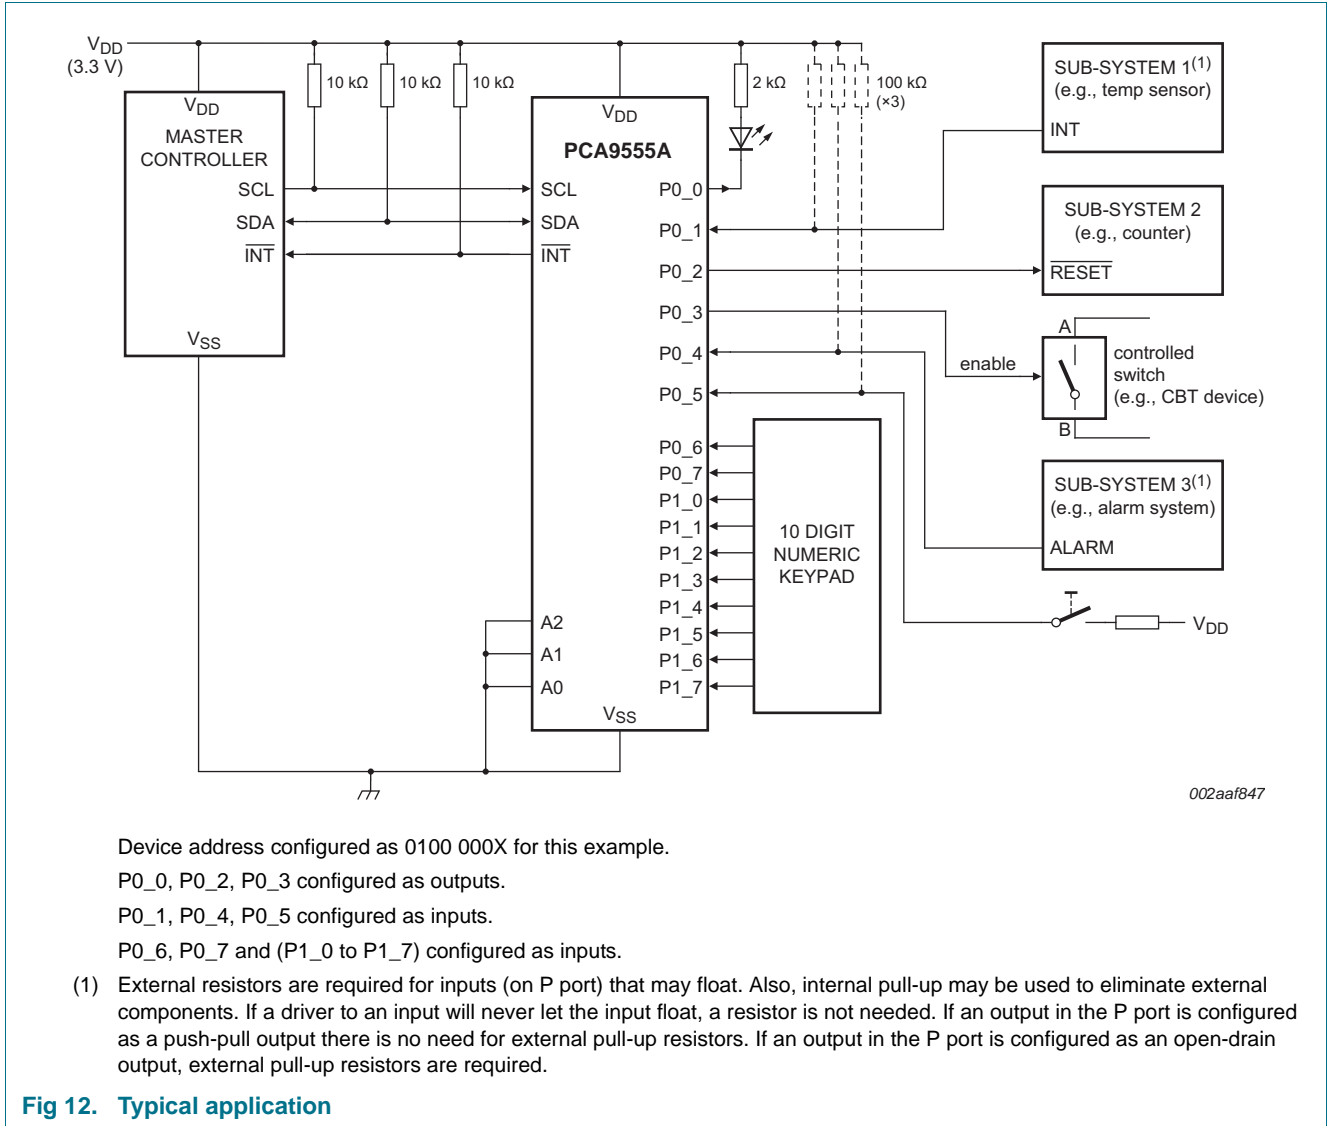 VDD
(3.3 V)
10 kΩ
10 kΩ
10 kΩ
2 kΩ
100 kΩ
(×3)
VDD
MASTER
CONTROLLER
SCL
SDA
INT
VSS
VDD
PCA9555A
SCL
SDA
INT
A2
A1
A0
VSS
P0_0
P0_1
P0_2
P0_3
P0_4
P0_5
P0_6
P0_7
P1_0
P1_1
P1_2
P1_3
P1_4
P1_5
P1_6
P1_7
10 DIGIT
NUMERIC
KEYPAD
SUB-SYSTEM 1(1)
(e.g., temp sensor)
INT
SUB-SYSTEM 2
(e.g., counter)
RESET
enable
A
B
controlled
switch
(e.g., CBT device)
SUB-SYSTEM 3(1)
(e.g., alarm system)
ALARM
VDD
002aaf847
Device address configured as 0100 000X for this example.
P0_0, P0_2, P0_3 configured as outputs.
P0_1, P0_4, P0_5 configured as inputs.
P0_6, P0_7 and (P1_0 to P1_7) configured as inputs.
(1) External resistors are required for inputs (on P port) that may float. Also, internal pull-up may be used to eliminate external
components. If a driver to an input will never let the input float, a resistor is not needed. If an output in the P port is configured
as a push-pull output there is no need for external pull-up resistors. If an output in the P port is configured as an open-drain
output, external pull-up resistors are required.
Fig 12. Typical application